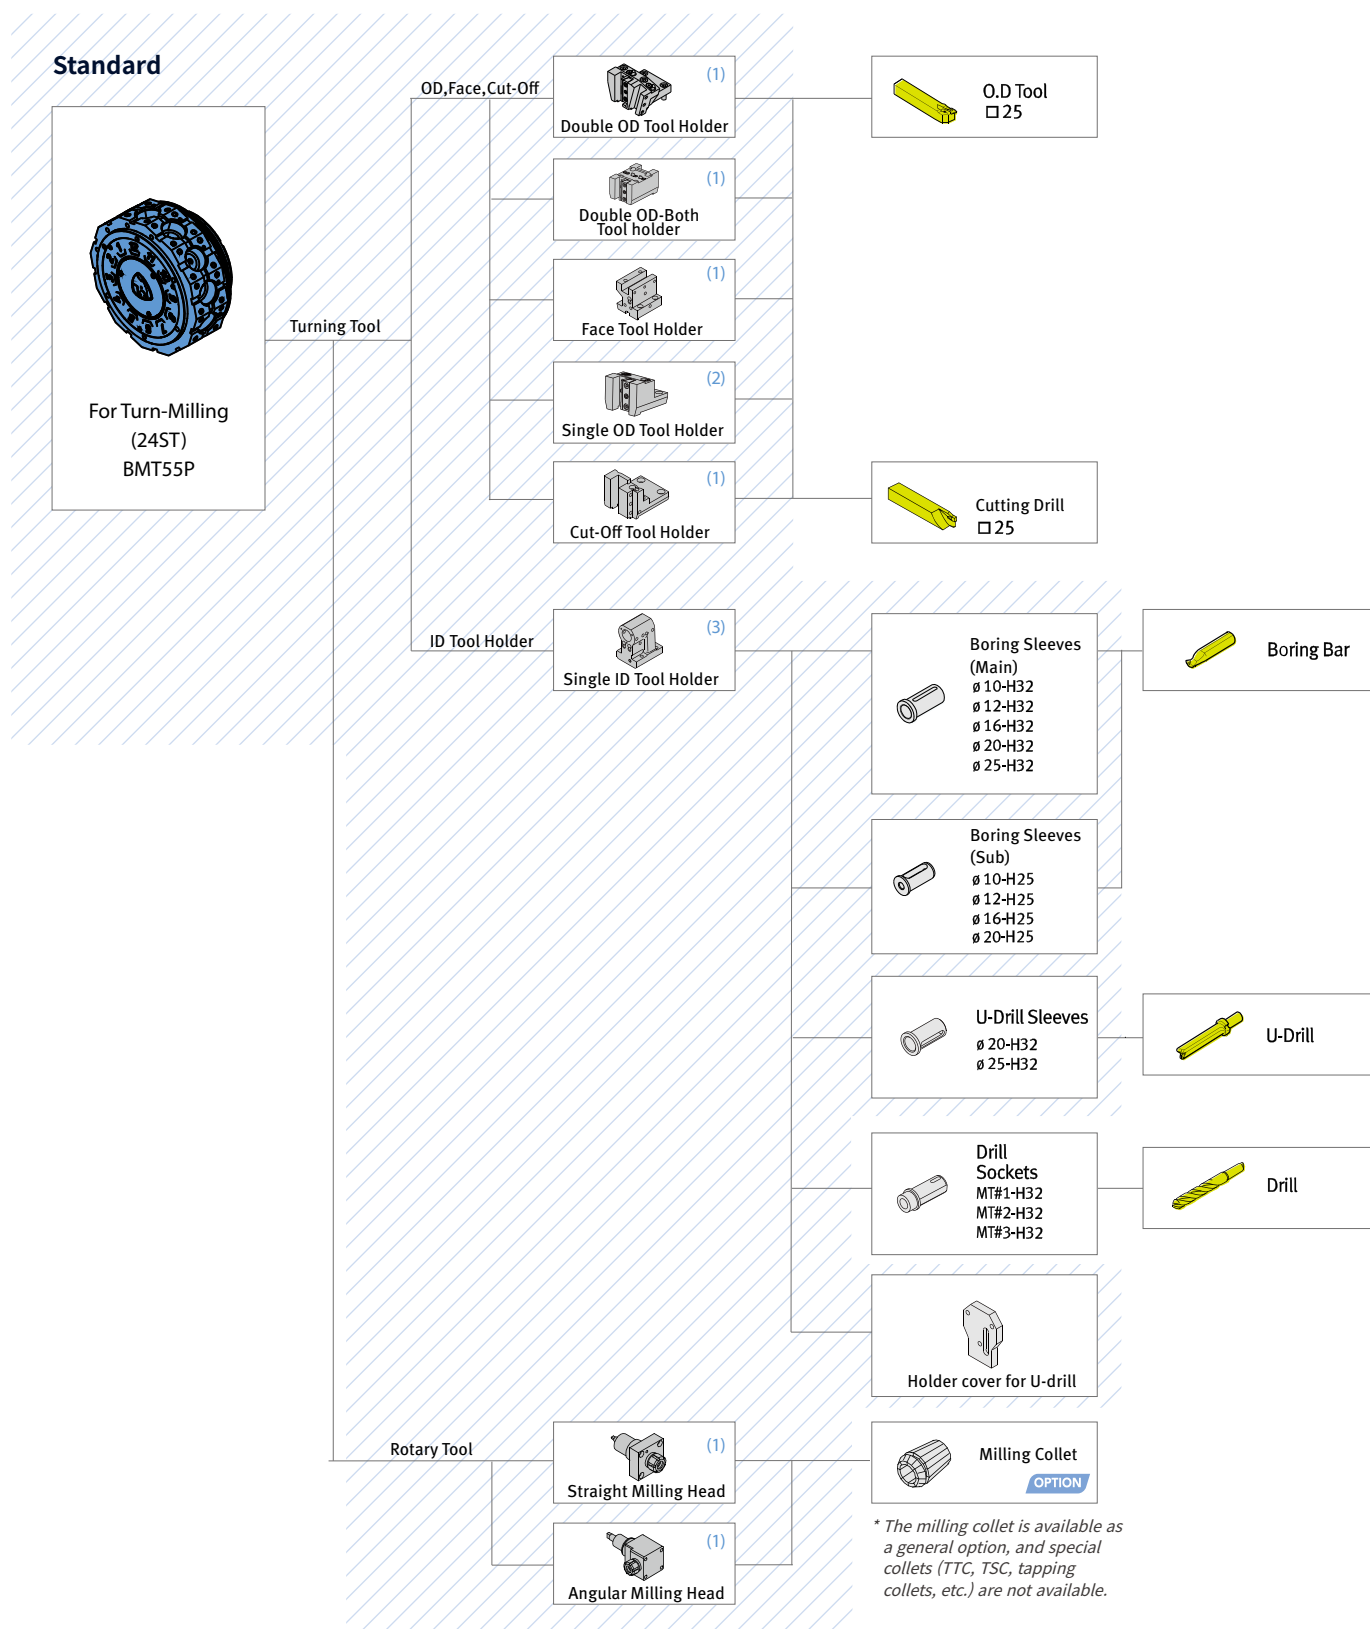 Standard
For Turn-Milling
(24ST)
BMT55P
Turning Tool
OD,Face,Cut-Off
(1)
Double OD Tool Holder
(1)
Double OD-Both
Tool holder
(1)
Face Tool Holder
(2)
Single OD Tool Holder
(1)
Cut-Off Tool Holder
O.D Tool
□ 25
Cutting Drill
□ 25
ID Tool Holder
(3)
Single ID Tool Holder
Boring Sleeves
(Main)
ø 10-H32
ø 12-H32
ø 16-H32
ø 20-H32
ø 25-H32
Boring Bar
Boring Sleeves
(Sub)
ø 10-H25
ø 12-H25
ø 16-H25
ø 20-H25
U-Drill Sleeves
ø 20-H32
ø 25-H32
U-Drill
Drill
Sockets
MT#1-H32
MT#2-H32
MT#3-H32
Drill
Holder cover for U-drill
Rotary Tool
(1)
Straight Milling Head
(1)
Angular Milling Head
Milling Collet
OPTION
* The milling collet is available as
a general option, and special
collets (TTC, TSC, tapping
collets, etc.) are not available.